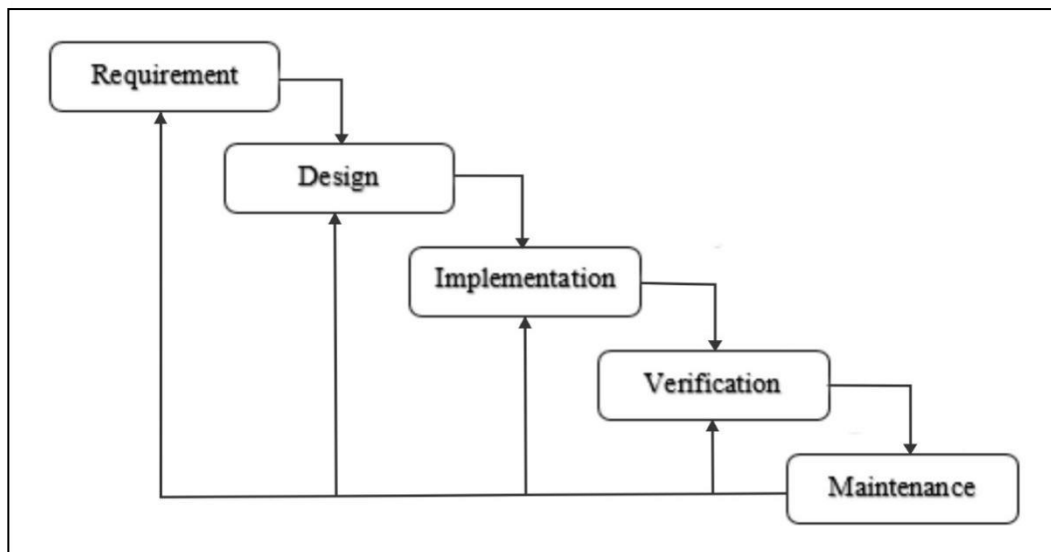 Requirement
Design
Implementation
Verification
Maintenance